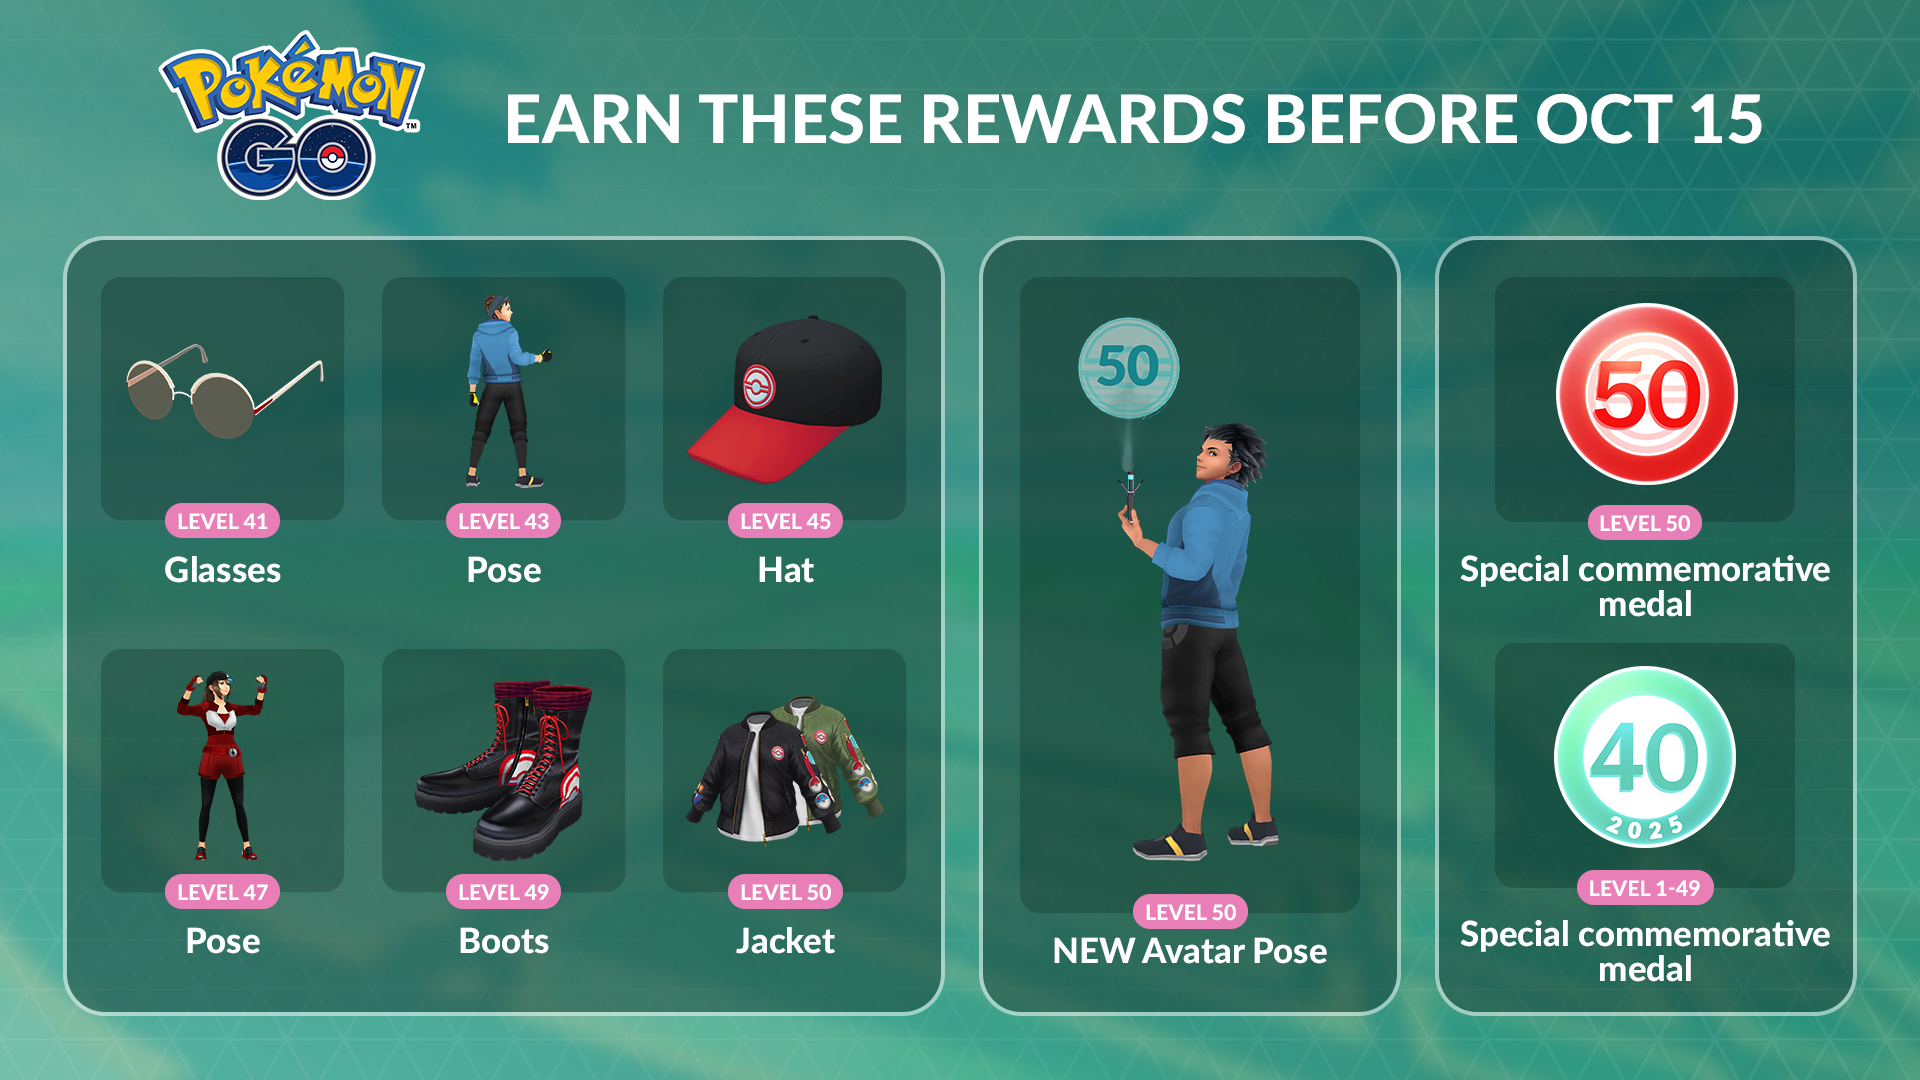 POKéMON
TM
GO
EARN THESE REWARDS BEFORE OCT 15
LEVEL 41
Glasses
LEVEL 43
Pose
LEVEL 45
Hat
LEVEL 47
Pose
LEVEL 49
Boots
LEVEL 50
Jacket
50
LEVEL 50
NEW Avatar Pose
50
LEVEL 50
Special commemorative
medal
40
2025
LEVEL 1-49
Special commemorative
medal